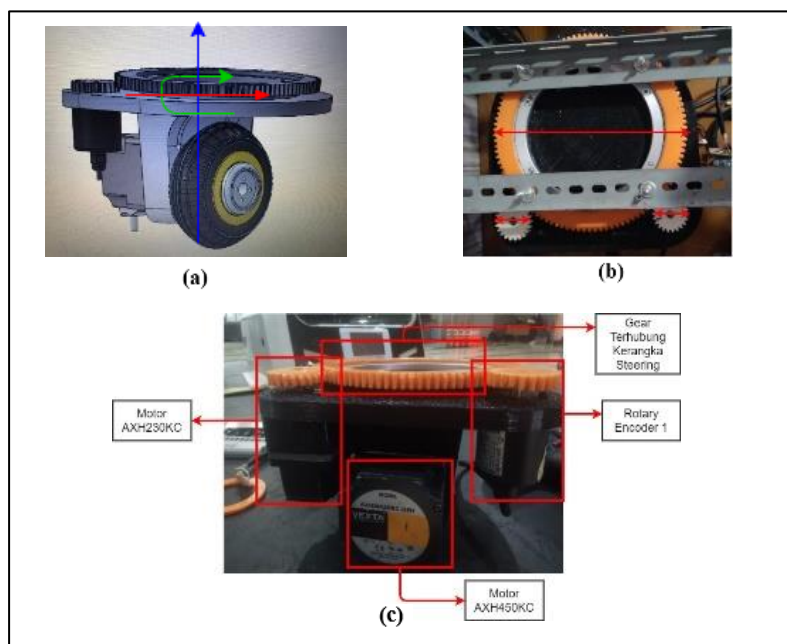 (a)
(b)
Gear
Terhubung
Kerangka
Steering
Motor
AXH230KC
Rotary
Encoder 1
Motor
AXH450KC
(c)